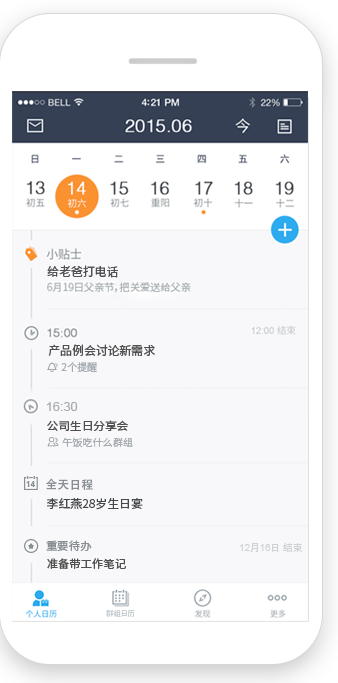 BELL 4:21 PM 22%
2015.06 今
日 一 二 三 四 五 六
13 14 15 16 17 18 19
初五 初六 初七 重阳 初十 十一 十二
小贴士
给老爸打电话
6月19日父亲节，把关爱送给父亲
15:00 12:00 结束
产品例会讨论新需求
2个提醒
16:30
公司生日分享会
午饭吃什么群组
14 全天日程
李红燕28岁生日宴
重要待办 12月16日 结束
准备带工作笔记
个人日历 群组日历 发现 更多